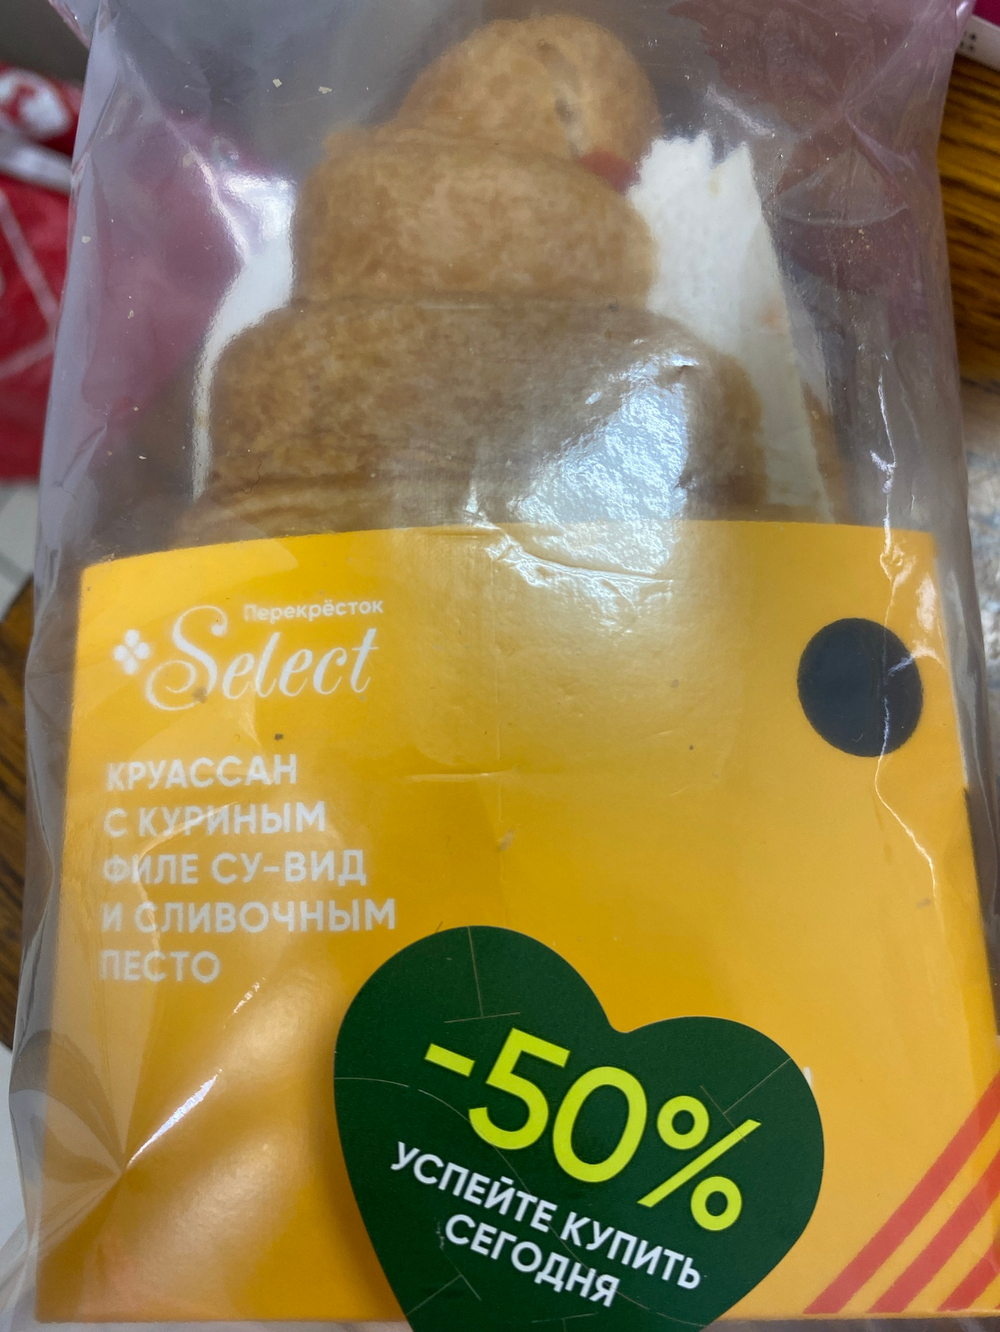 Перекрёсток
Select
КРУАССАН
С КУРИНЫМ
ФИЛЕ СУ-ВИД
И СЛИВОЧНЫМ
ПЕСТО
-50%
УСПЕЙТЕ КУПИТЬ
СЕГОДНЯ